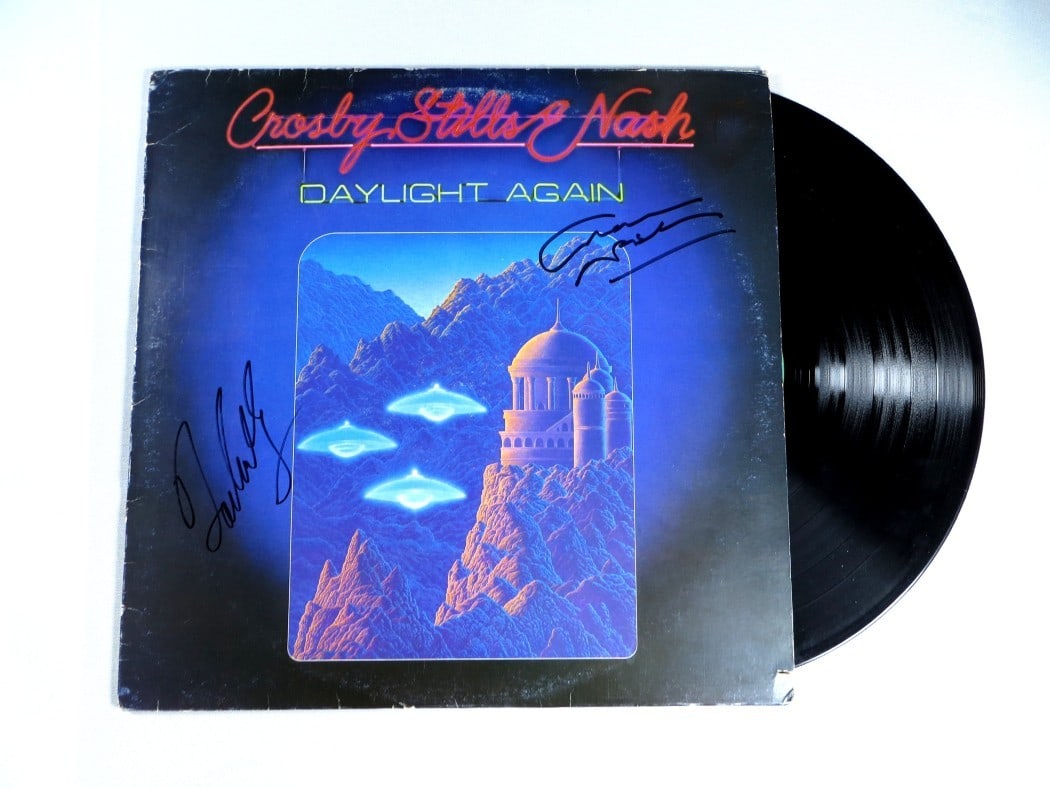 Crosby, Stills & Nash
DAYLIGHT AGAIN